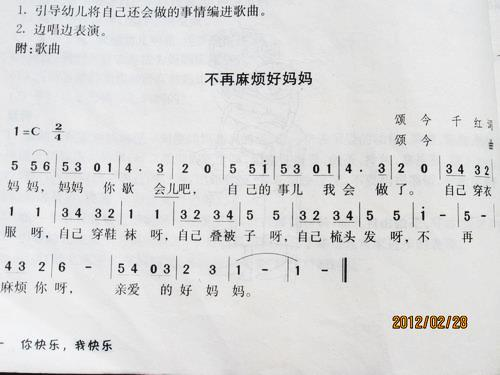 1. 引导幼儿将自己还会做的事情编进歌曲。
2. 边唱边表演。
附:歌曲
不再麻烦好妈妈
颂 今 千 红 词
1=C 2/4
颂 今 曲
5 56 | 53 01 | 4· 3 | 2 0 | 5 5i | 53 01 | 4· 3 | 2 0 | 34 32 |
妈 妈, 妈妈 你 歇 会儿吧, 自 己的 事儿 我 会 做 了。 自己 穿衣
1 1 | 34 32 | 1 1 | 34 32 | 5 5 | 34 32 | 5 5 | i - | 5 - |
服 呀, 自己 穿鞋 袜 呀, 自己 叠被 子 呀, 自己 梳头 发 呀, 不 再
43 2 | 6 - | 54 02 | 3 2 | 1 - | 1 - ‖
麻烦 你 呀, 亲爱 的 好 妈 妈。
你快乐，我快乐
2012/02/28